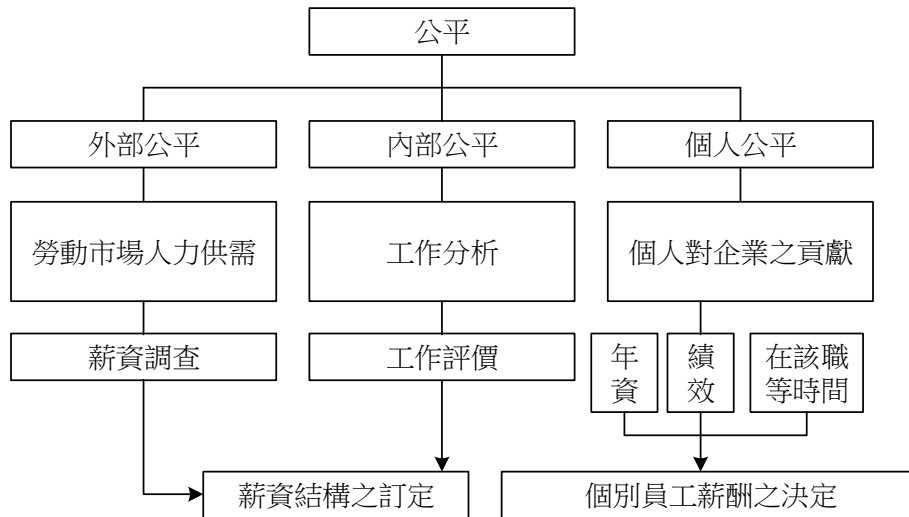 公平
外部公平
內部公平
個人公平
勞動市場人力供需
工作分析
個人對企業之貢獻
薪資調查
工作評價
年
資
績
效
在該職
等時間
薪資結構之訂定
個別員工薪酬之決定